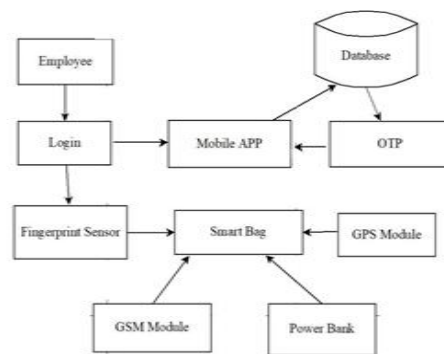 Employee
Database
Login
Mobile APP
OTP
Fingerprint Sensor
Smart Bag
GPS Module
GSM Module
Power Bank